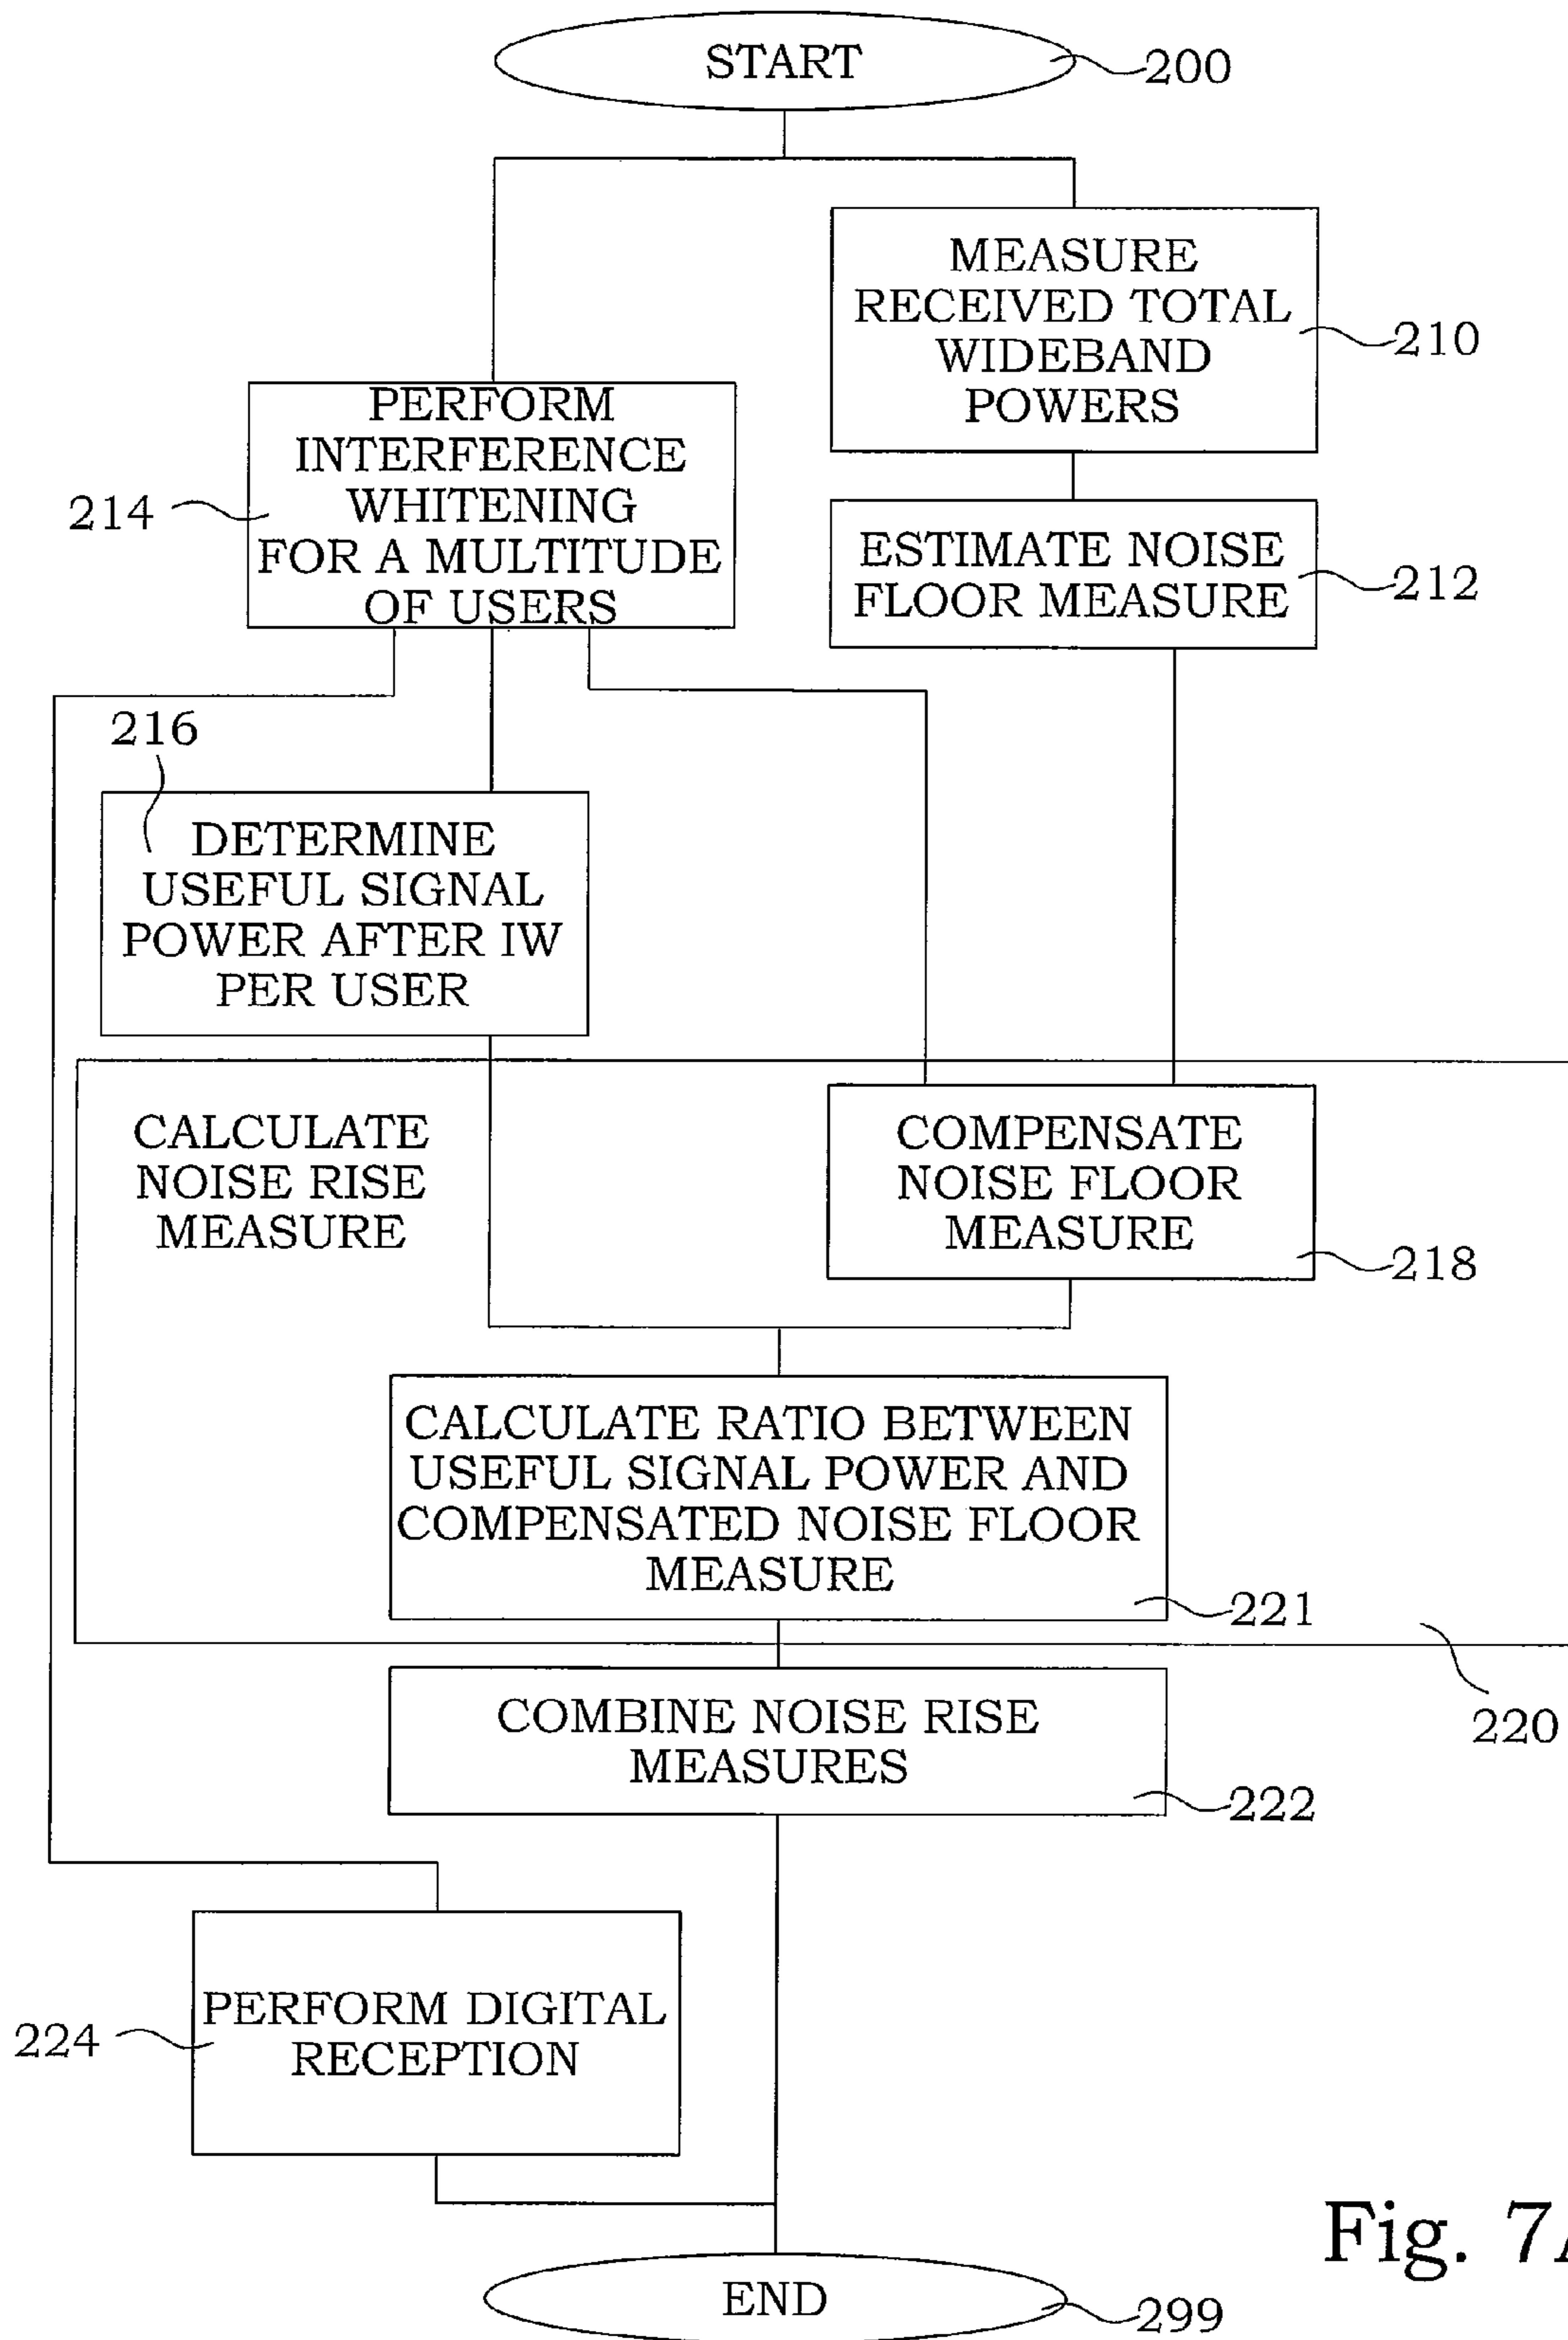 START
200
MEASURE
RECEIVED TOTAL
WIDEBAND
POWERS
210
PERFORM
INTERFERENCE
WHITENING
FOR A MULTITUDE
OF USERS
214
ESTIMATE NOISE
FLOOR MEASURE
212
216
DETERMINE
USEFUL SIGNAL
POWER AFTER IW
PER USER
CALCULATE
NOISE RISE
MEASURE
COMPENSATE
NOISE FLOOR
MEASURE
218
CALCULATE RATIO BETWEEN
USEFUL SIGNAL POWER AND
COMPENSATED NOISE FLOOR
MEASURE
221
220
COMBINE NOISE RISE
MEASURES
222
PERFORM DIGITAL
RECEPTION
224
Fig. 7A
END
299